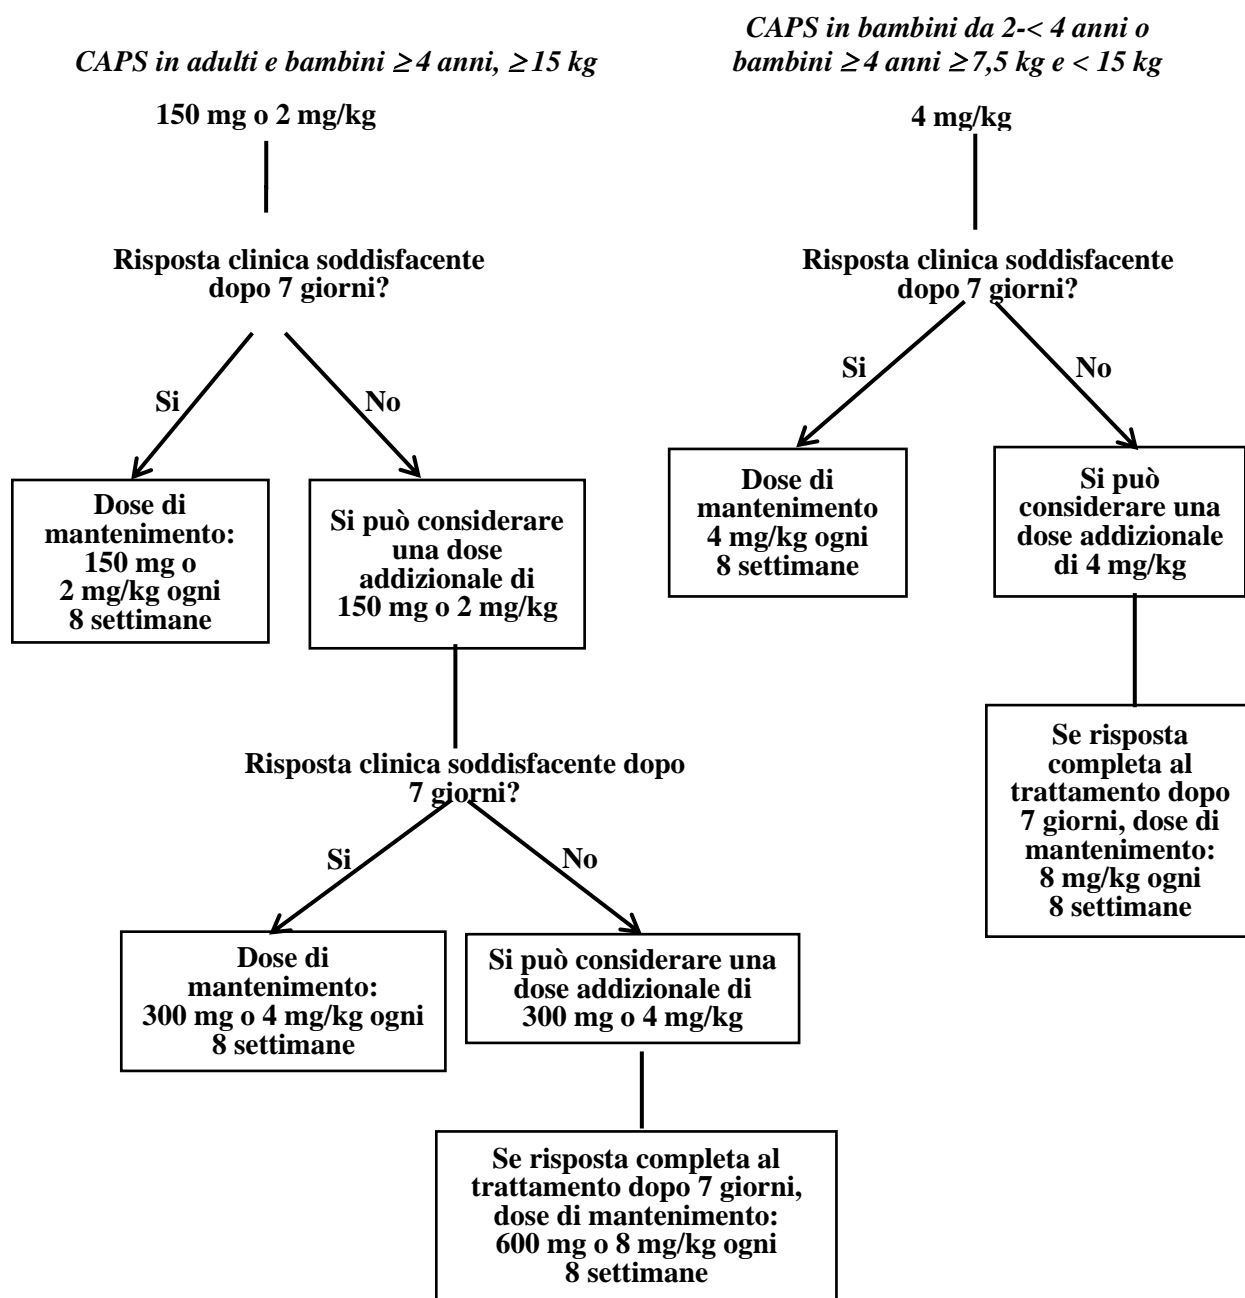 CAPS in adulti e bambini ≥ 4 anni, ≥ 15 kg
150 mg o 2 mg/kg
Risposta clinica soddisfacente
dopo 7 giorni?
Si
No
Dose di
mantenimento:
150 mg o
2 mg/kg ogni
8 settimane
Si può considerare
una dose
addizionale di
150 mg o 2 mg/kg
Risposta clinica soddisfacente dopo
7 giorni?
Si
No
Dose di
mantenimento:
300 mg o 4 mg/kg ogni
8 settimane
Si può considerare una
dose addizionale di
300 mg o 4 mg/kg
Se risposta completa al
trattamento dopo 7 giorni,
dose di mantenimento:
600 mg o 8 mg/kg ogni
8 settimane
CAPS in bambini da 2-< 4 anni o
bambini ≥ 4 anni ≥ 7,5 kg e < 15 kg
4 mg/kg
Risposta clinica soddisfacente
dopo 7 giorni?
Si
No
Dose di
mantenimento
4 mg/kg ogni
8 settimane
Si può
considerare una
dose addizionale
di 4 mg/kg
Se risposta
completa al
trattamento dopo
7 giorni, dose di
mantenimento:
8 mg/kg ogni
8 settimane